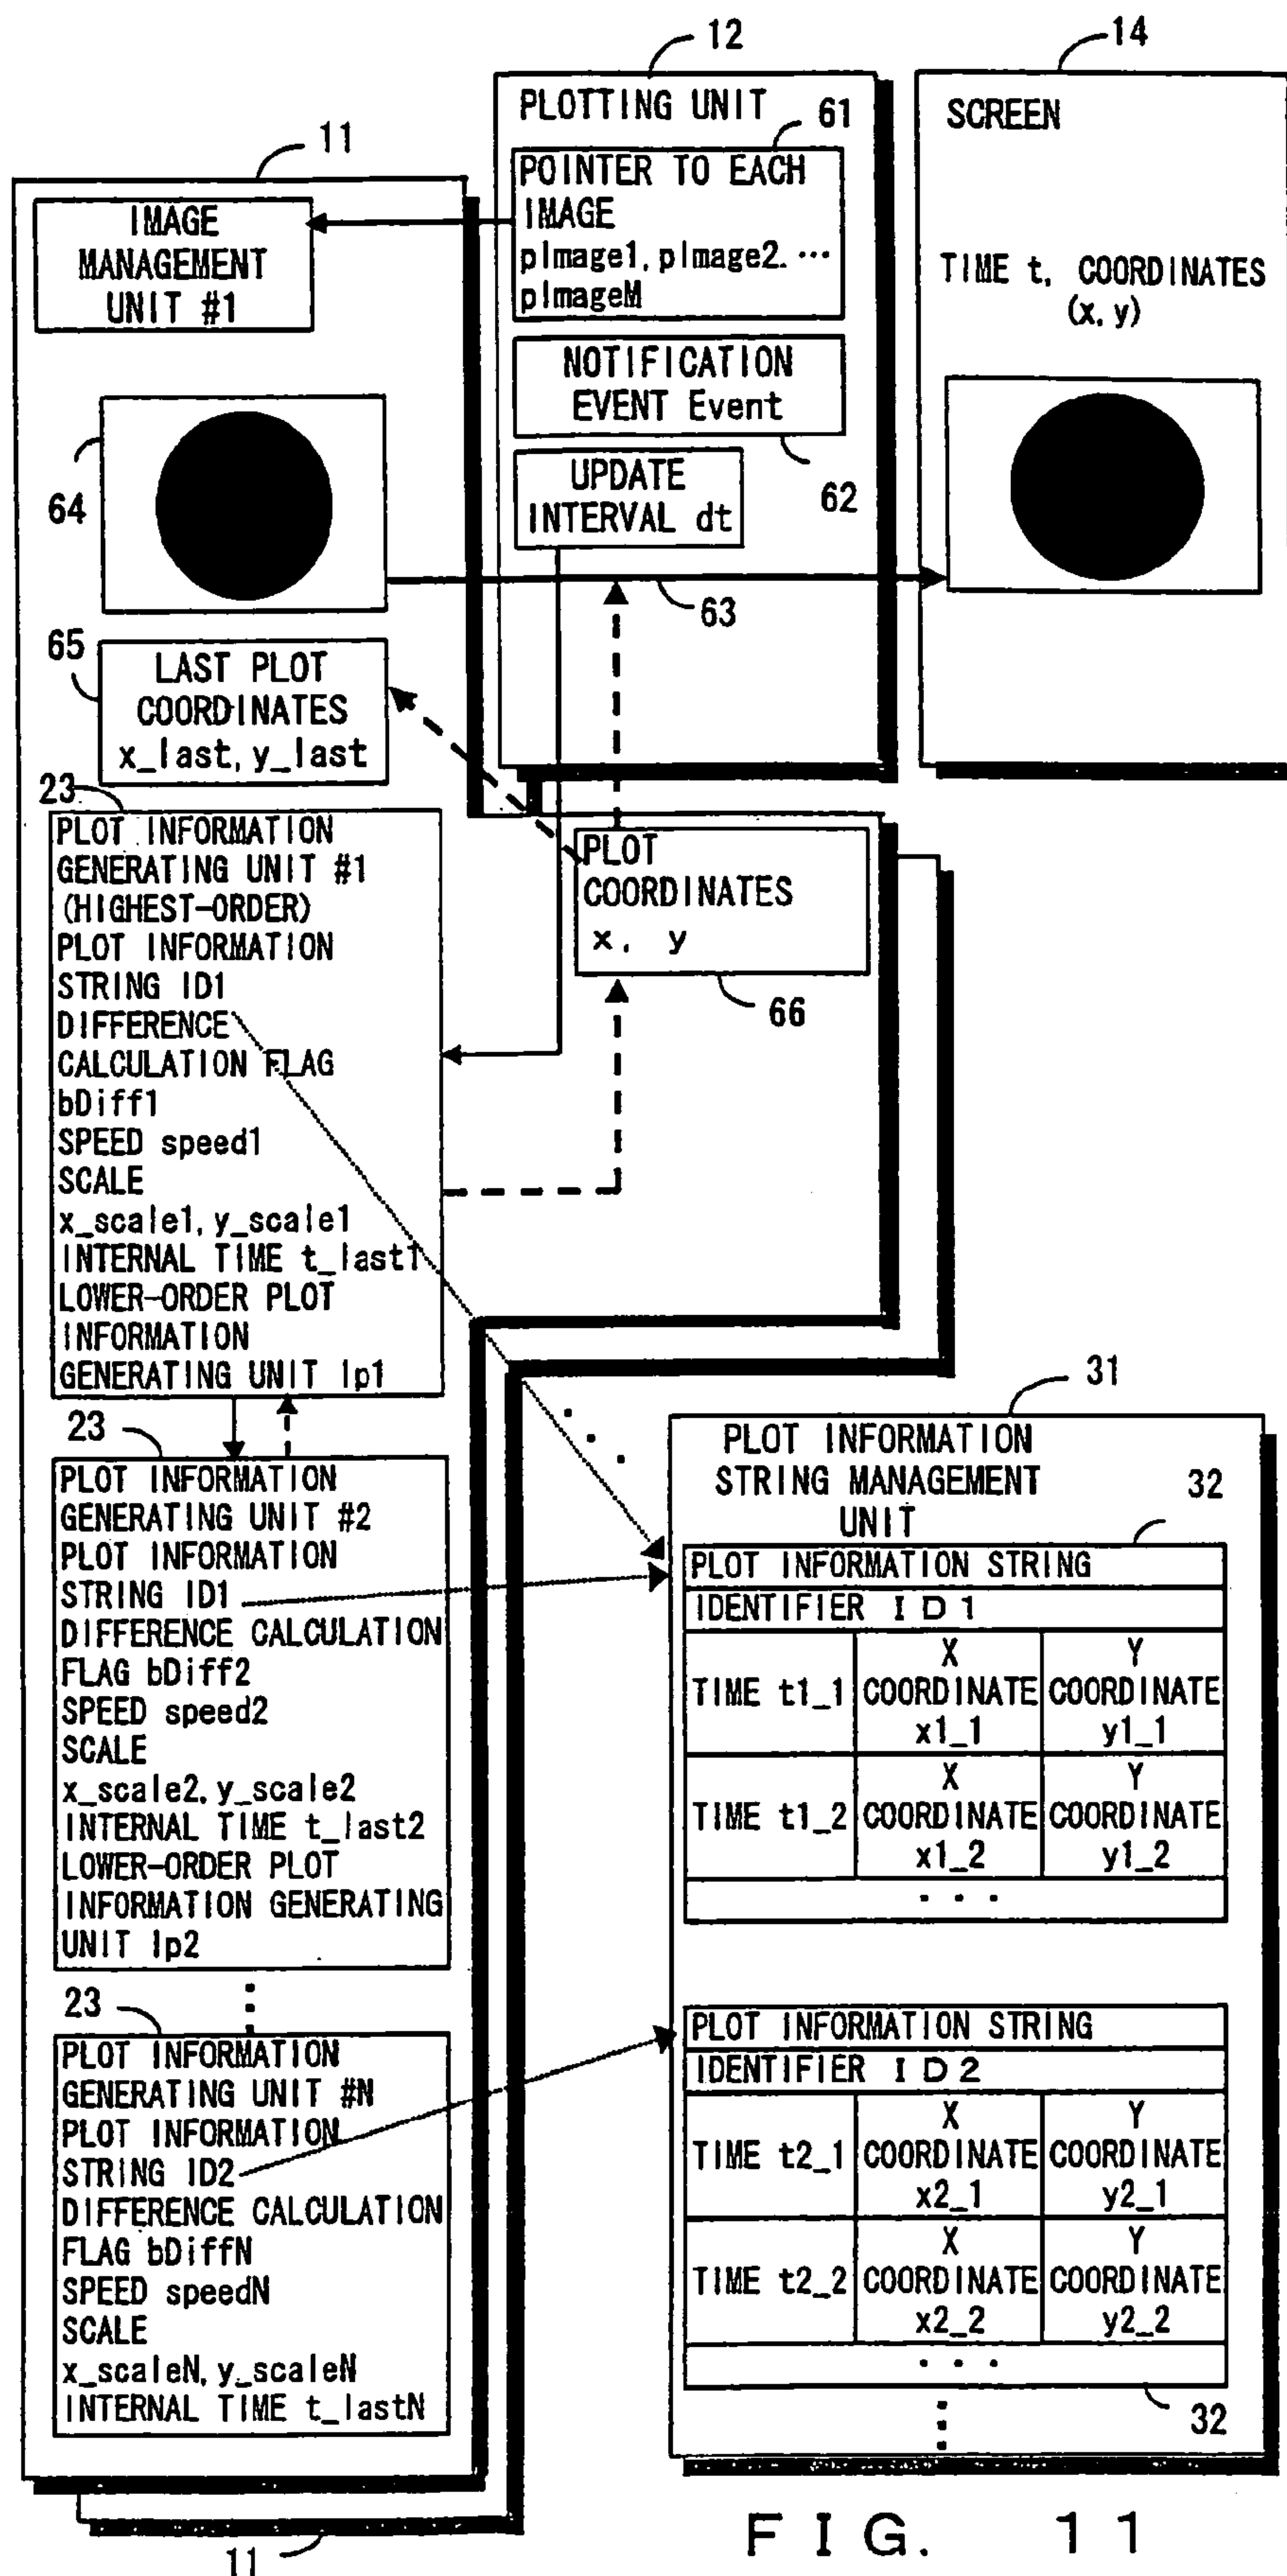 12
14
PLOTTING UNIT
61
SCREEN
11
POINTER TO EACH
IMAGE
pImage1, pImage2. ...
pImageM
IMAGE
MANAGEMENT
UNIT #1
TIME t, COORDINATES
(x, y)
NOTIFICATION
EVENT Event
62
64
UPDATE
INTERVAL dt
63
65
LAST PLOT
COORDINATES
x_last, y_last
23
PLOT INFORMATION
GENERATING UNIT #1
(HIGHEST-ORDER)
PLOT INFORMATION
STRING ID1
DIFFERENCE
CALCULATION FLAG
bDiff1
SPEED speed1
SCALE
x_scale1, y_scale1
INTERNAL TIME t_last1
LOWER-ORDER PLOT
INFORMATION
GENERATING UNIT lp1
PLOT
COORDINATES
x, y
66
23
PLOT INFORMATION
GENERATING UNIT #2
PLOT INFORMATION
STRING ID1
DIFFERENCE CALCULATION
FLAG bDiff2
SPEED speed2
SCALE
x_scale2, y_scale2
INTERNAL TIME t_last2
LOWER-ORDER PLOT
INFORMATION GENERATING
UNIT lp2
23
PLOT INFORMATION
GENERATING UNIT #N
PLOT INFORMATION
STRING ID2
DIFFERENCE CALCULATION
FLAG bDiffN
SPEED speedN
SCALE
x_scaleN, y_scaleN
INTERNAL TIME t_lastN
11
31
PLOT INFORMATION
STRING MANAGEMENT
UNIT
32
PLOT INFORMATION STRING
IDENTIFIER ID1
TIME t1_1
X
COORDINATE
x1_1
Y
COORDINATE
y1_1
TIME t1_2
X
COORDINATE
x1_2
Y
COORDINATE
y1_2
...
PLOT INFORMATION STRING
IDENTIFIER ID2
TIME t2_1
X
COORDINATE
x2_1
Y
COORDINATE
y2_1
TIME t2_2
X
COORDINATE
x2_2
Y
COORDINATE
y2_2
...
32
FIG. 11